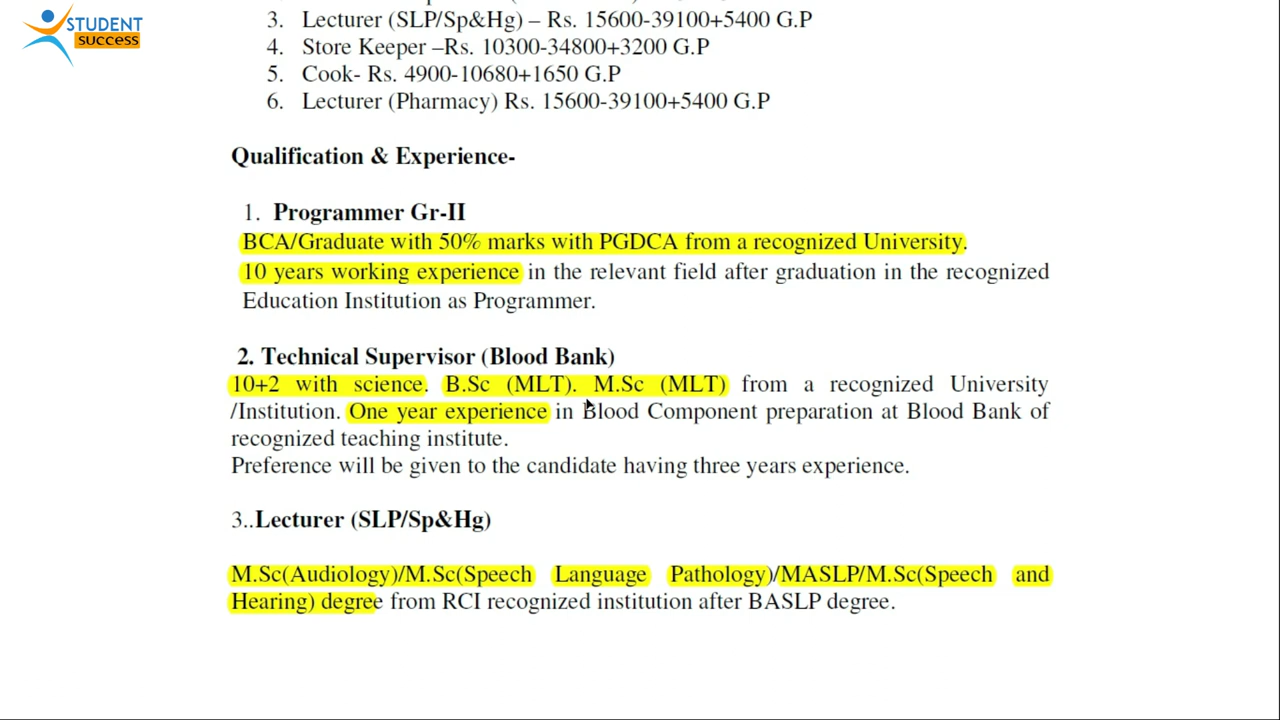 STUDENT
success
3. Lecturer (SLP/Sp&Hg) – Rs. 15600-39100+5400 G.P
4. Store Keeper –Rs. 10300-34800+3200 G.P
5. Cook- Rs. 4900-10680+1650 G.P
6. Lecturer (Pharmacy) Rs. 15600-39100+5400 G.P
Qualification & Experience-
1. Programmer Gr-II
BCA/Graduate with 50% marks with PGDCA from a recognized University.
10 years working experience in the relevant field after graduation in the recognized
Education Institution as Programmer.
2. Technical Supervisor (Blood Bank)
10+2 with science. B.Sc (MLT). M.Sc (MLT) from a recognized University
/Institution. One year experience in Blood Component preparation at Blood Bank of
recognized teaching institute.
Preference will be given to the candidate having three years experience.
3..Lecturer (SLP/Sp&Hg)
M.Sc(Audiology)/M.Sc(Speech Language Pathology)/MASLP/M.Sc(Speech and
Hearing) degree from RCI recognized institution after BASLP degree.